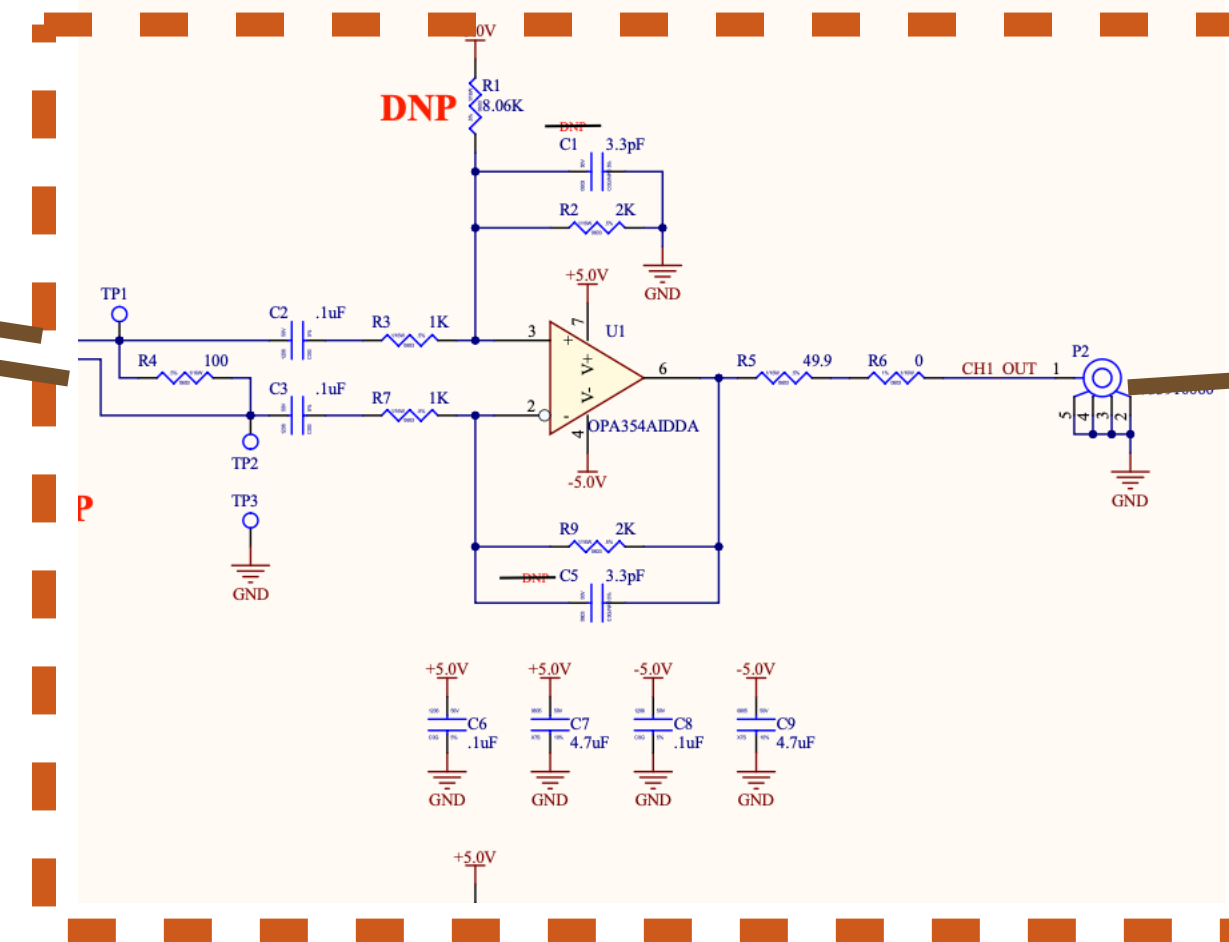 DNP
R1
8.06K
DNP
C1 3.3pF
R2 2K
GND
+5.0V
TP1
C2 .1uF
R3 1K
3
7
U1
+
V+
R4 100
C3 .1uF
R7 1K
2
-
V-
4
6
OPA354AIDDA
-5.0V
R5 49.9
R6 0
CH1 OUT
1
P2
5
4
3
2
GND
TP2
TP3
GND
R9 2K
DNP C5 3.3pF
+5.0V +5.0V -5.0V -5.0V
C6 C7 C8 C9
.1uF 4.7uF .1uF 4.7uF
GND GND GND GND
+5.0V